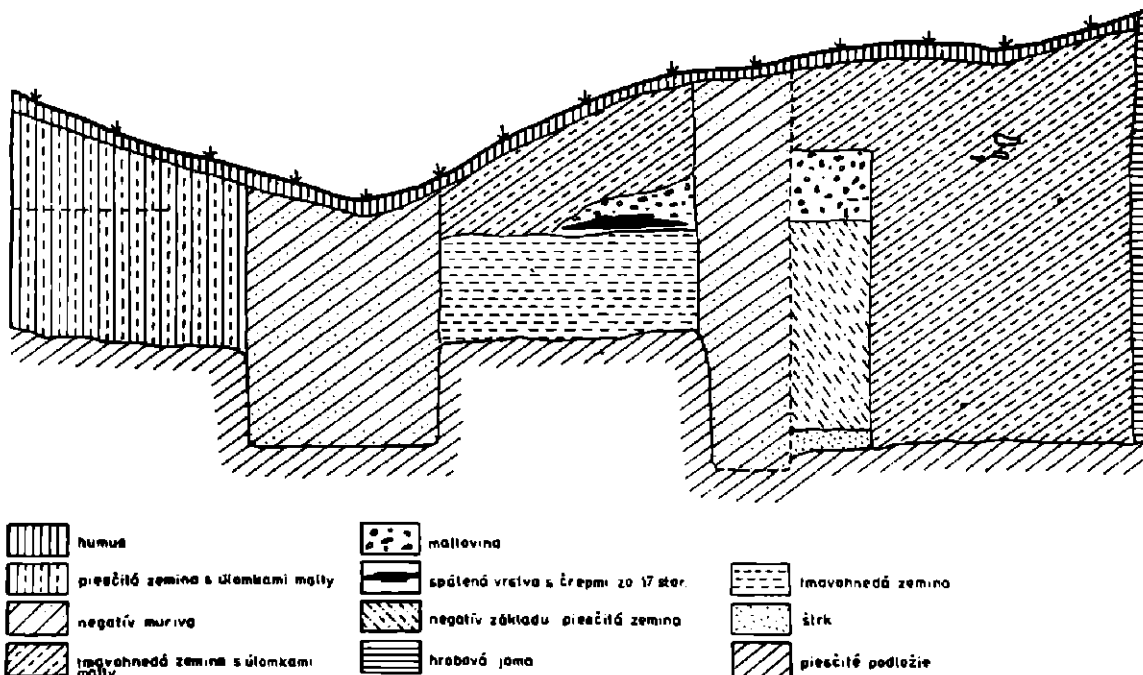 humus
piesčitá zemina s úlomkami malty
negatív muriva
tmavohnedá zemina s úlomkami
malty
maltovina
spálená vrstva s črepmi zo 17 stor.
negatív základu piesčitá zemina
hrobová jama
tmavohnedá zemina
štrk
piesčité podložie